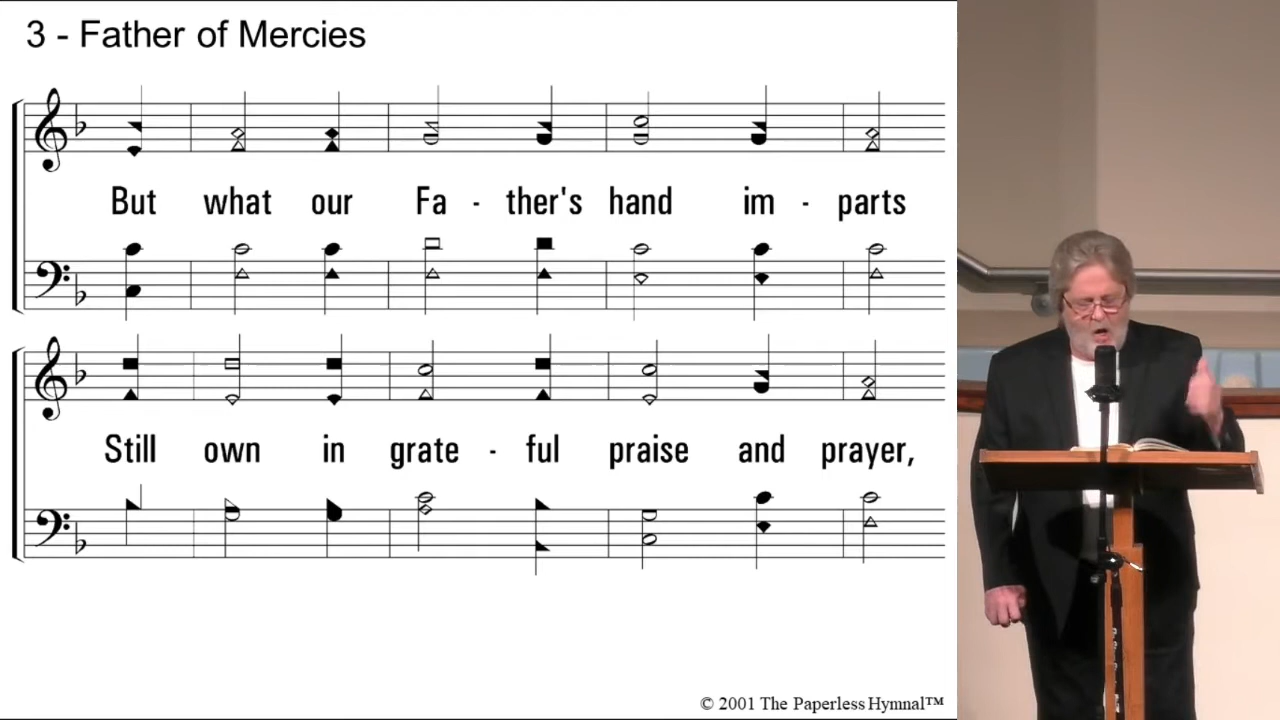 3 - Father of Mercies
But what our Fa - ther's hand im - parts
Still own in grate - ful praise and prayer,
© 2001 The Paperless Hymnal™